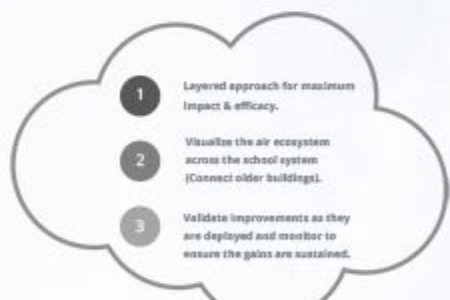 1
Layered approach for maximum
impact & efficacy.
2
Visualize the air ecosystem
across the school system
(Connect older buildings).
3
Validate improvements as they
are deployed and monitor to
ensure the gains are sustained.